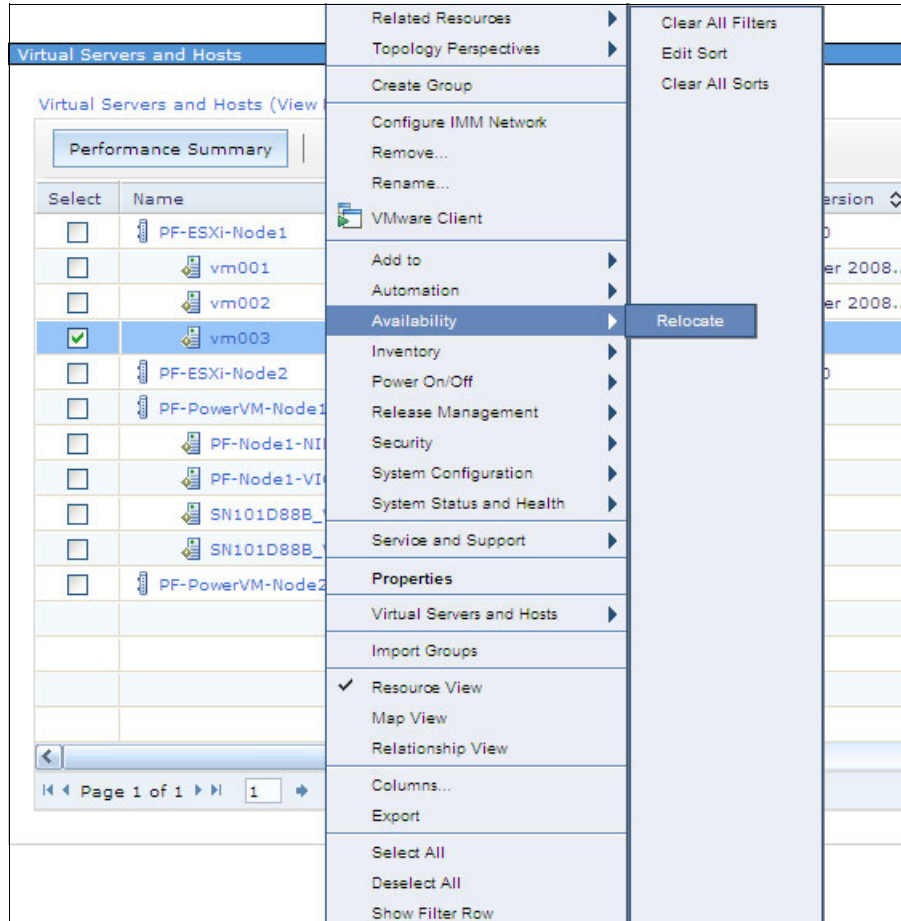 Related Resources
Topology Perspectives
Create Group
Configure IMM Network
Remove...
Rename...
VMware Client
Add to
Automation
Availability
Inventory
Power On/Off
Release Management
Security
System Configuration
System Status and Health
Service and Support
Properties
Virtual Servers and Hosts
Import Groups
Resource View
Map View
Relationship View
Columns...
Export
Select All
Deselect All
Show Filter Row
Clear All Filters
Edit Sort
Clear All Sorts
Relocate
Virtual Servers and Hosts
Virtual Servers and Hosts (View
Performance Summary
Select Name
PF-ESXi-Node1
vm001 er 2008..
vm002 er 2008..
vm003
PF-ESXi-Node2
PF-PowerVM-Node1
PF-Node1-NI
PF-Node1-VI
SN101D88B_
SN101D88B_
PF-PowerVM-Node2
Page 1 of 1 1